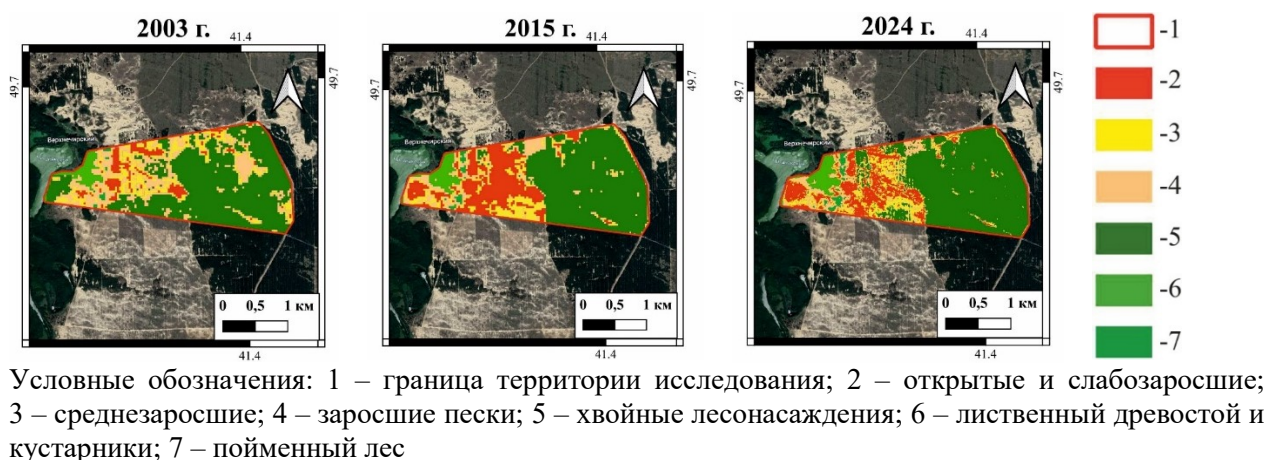 2003 г.
2015 г.
2024 г.
41.4
41.4
41.4
49.7
49.7
49.7
49.7
49.7
49.7
Верхнечирский
Верхнечирский
Верхнечирский
0 0,5 1 км
0 0,5 1 км
0 0,5 1 км
41.4
41.4
41.4
-1
-2
-3
-4
-5
-6
-7
Условные обозначения: 1 – граница территории исследования; 2 – открытые и слабозаросшие;
3 – среднезаросшие; 4 – заросшие пески; 5 – хвойные лесонасаждения; 6 – лиственный древостой и
кустарники; 7 – пойменный лес